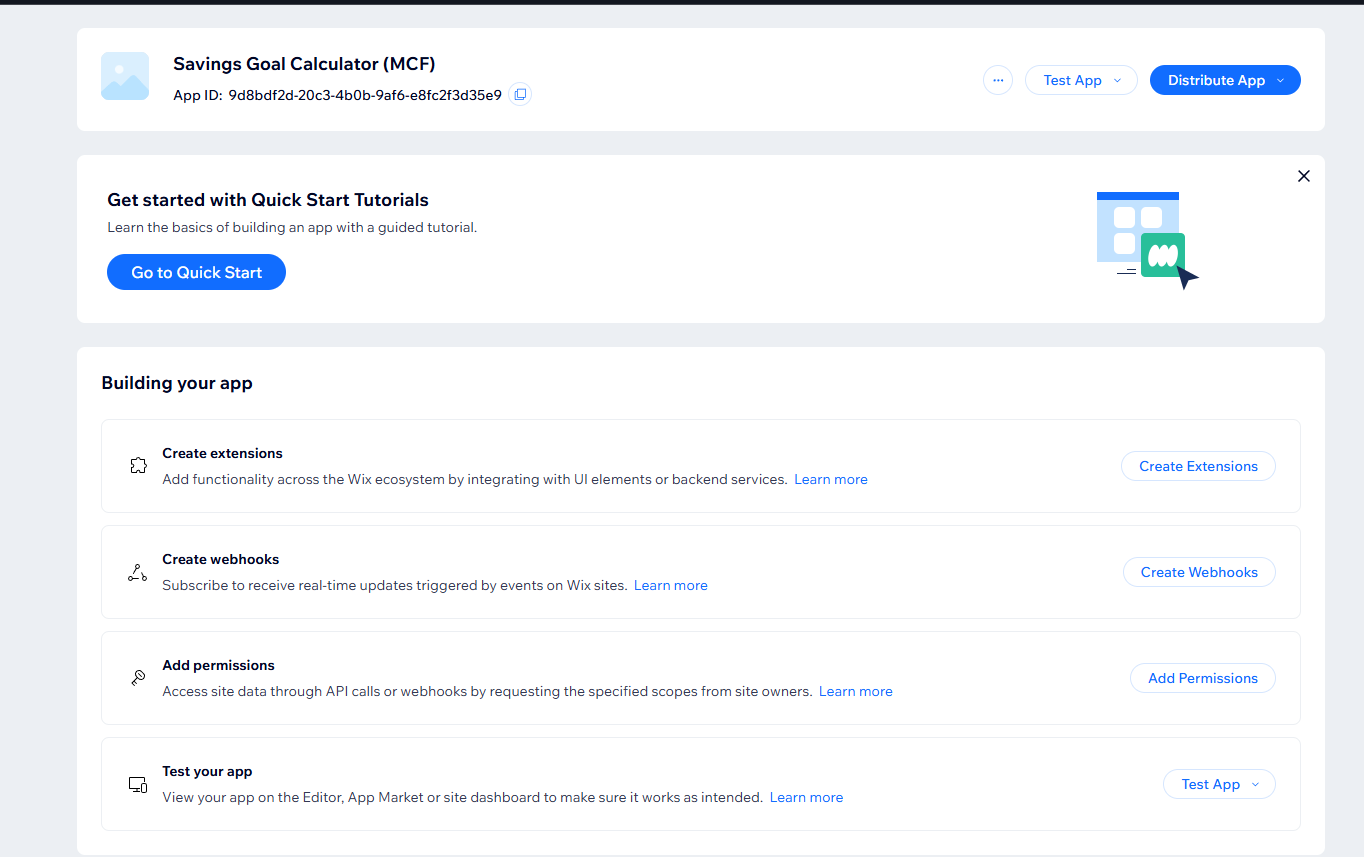 Savings Goal Calculator (MCF)
App ID: 9d8bdf2d-20c3-4b0b-9af6-e8fc2f3d35e9
Test App
Distribute App
Get started with Quick Start Tutorials
Learn the basics of building an app with a guided tutorial.
Go to Quick Start
Building your app
Create extensions
Add functionality across the Wix ecosystem by integrating with UI elements or backend services. Learn more
Create Extensions
Create webhooks
Subscribe to receive real-time updates triggered by events on Wix sites. Learn more
Create Webhooks
Add permissions
Access site data through API calls or webhooks by requesting the specified scopes from site owners. Learn more
Add Permissions
Test your app
View your app on the Editor, App Market or site dashboard to make sure it works as intended. Learn more
Test App